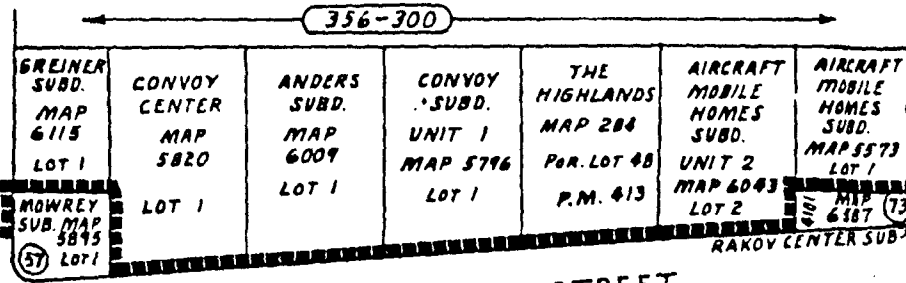 356-300
GREINER
SUBD.
MAP
6115
LOT 1
MOWREY
SUB. MAP
5895
57 LOT 1
CONVOY
CENTER
MAP
5820
LOT 1
ANDERS
SUBD.
MAP
6009
LOT 1
CONVOY
SUBD.
UNIT 1
MAP 5796
LOT 1
THE
HIGHLANDS
MAP 284
POR. LOT 48
P.M. 413
AIRCRAFT
MOBILE
HOMES
SUBD.
UNIT 2
MAP 6043
LOT 2
AIRCRAFT
MOBILE
HOMES
SUBD.
MAP 5573
LOT 1
MAP
6387 73
RAKOV CENTER SUB